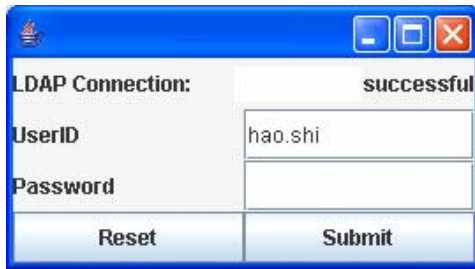 LDAP Connection: successful
UserID hao.shi
Password
Reset Submit